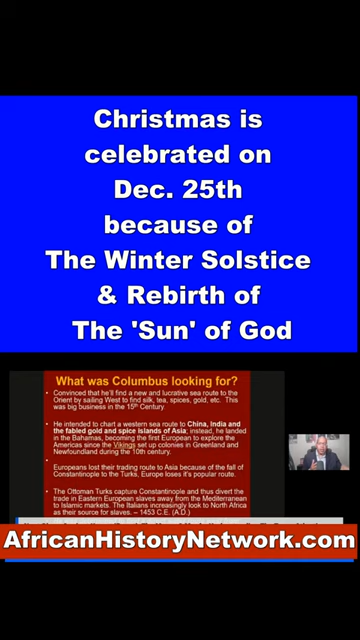 Christmas is
celebrated on
Dec. 25th
because of
The Winter Solstice
& Rebirth of
The 'Sun' of God
What was Columbus looking for?
Convinced that he'll find a new and lucrative sea route to the
Orient by sailing West to find silk, tea, spices, gold, etc. This
was big business in the 15th Century.
He intended to chart a western sea route to China, India and
the fabled gold and spice islands of Asia; instead, he landed
in the Bahamas, becoming the first European to explore the
Americas since the Vikings set up colonies in Greenland and
Newfoundland during the 10th century.
Europeans lost their trading route to Asia because of the fall of
Constantinople to the Turks, Europe loses it's popular route.
The Ottoman Turks capture Constantinople and thus divert the
trade in Eastern European slaves away from the Mediterranean
to Islamic markets. The Italians increasingly look to North Africa
as their source for slaves. – 1453 C.E. (A.D.)
AfricanHistoryNetwork.com